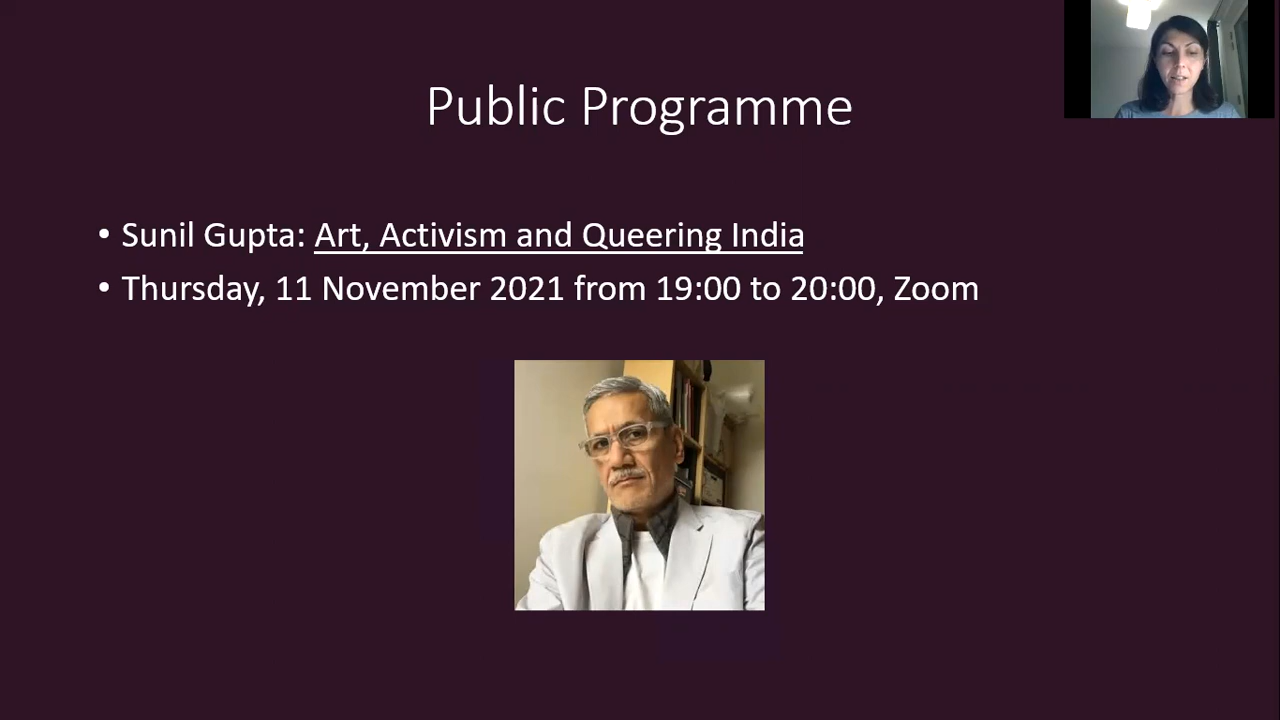 Public Programme
• Sunil Gupta: Art, Activism and Queering India
• Thursday, 11 November 2021 from 19:00 to 20:00, Zoom